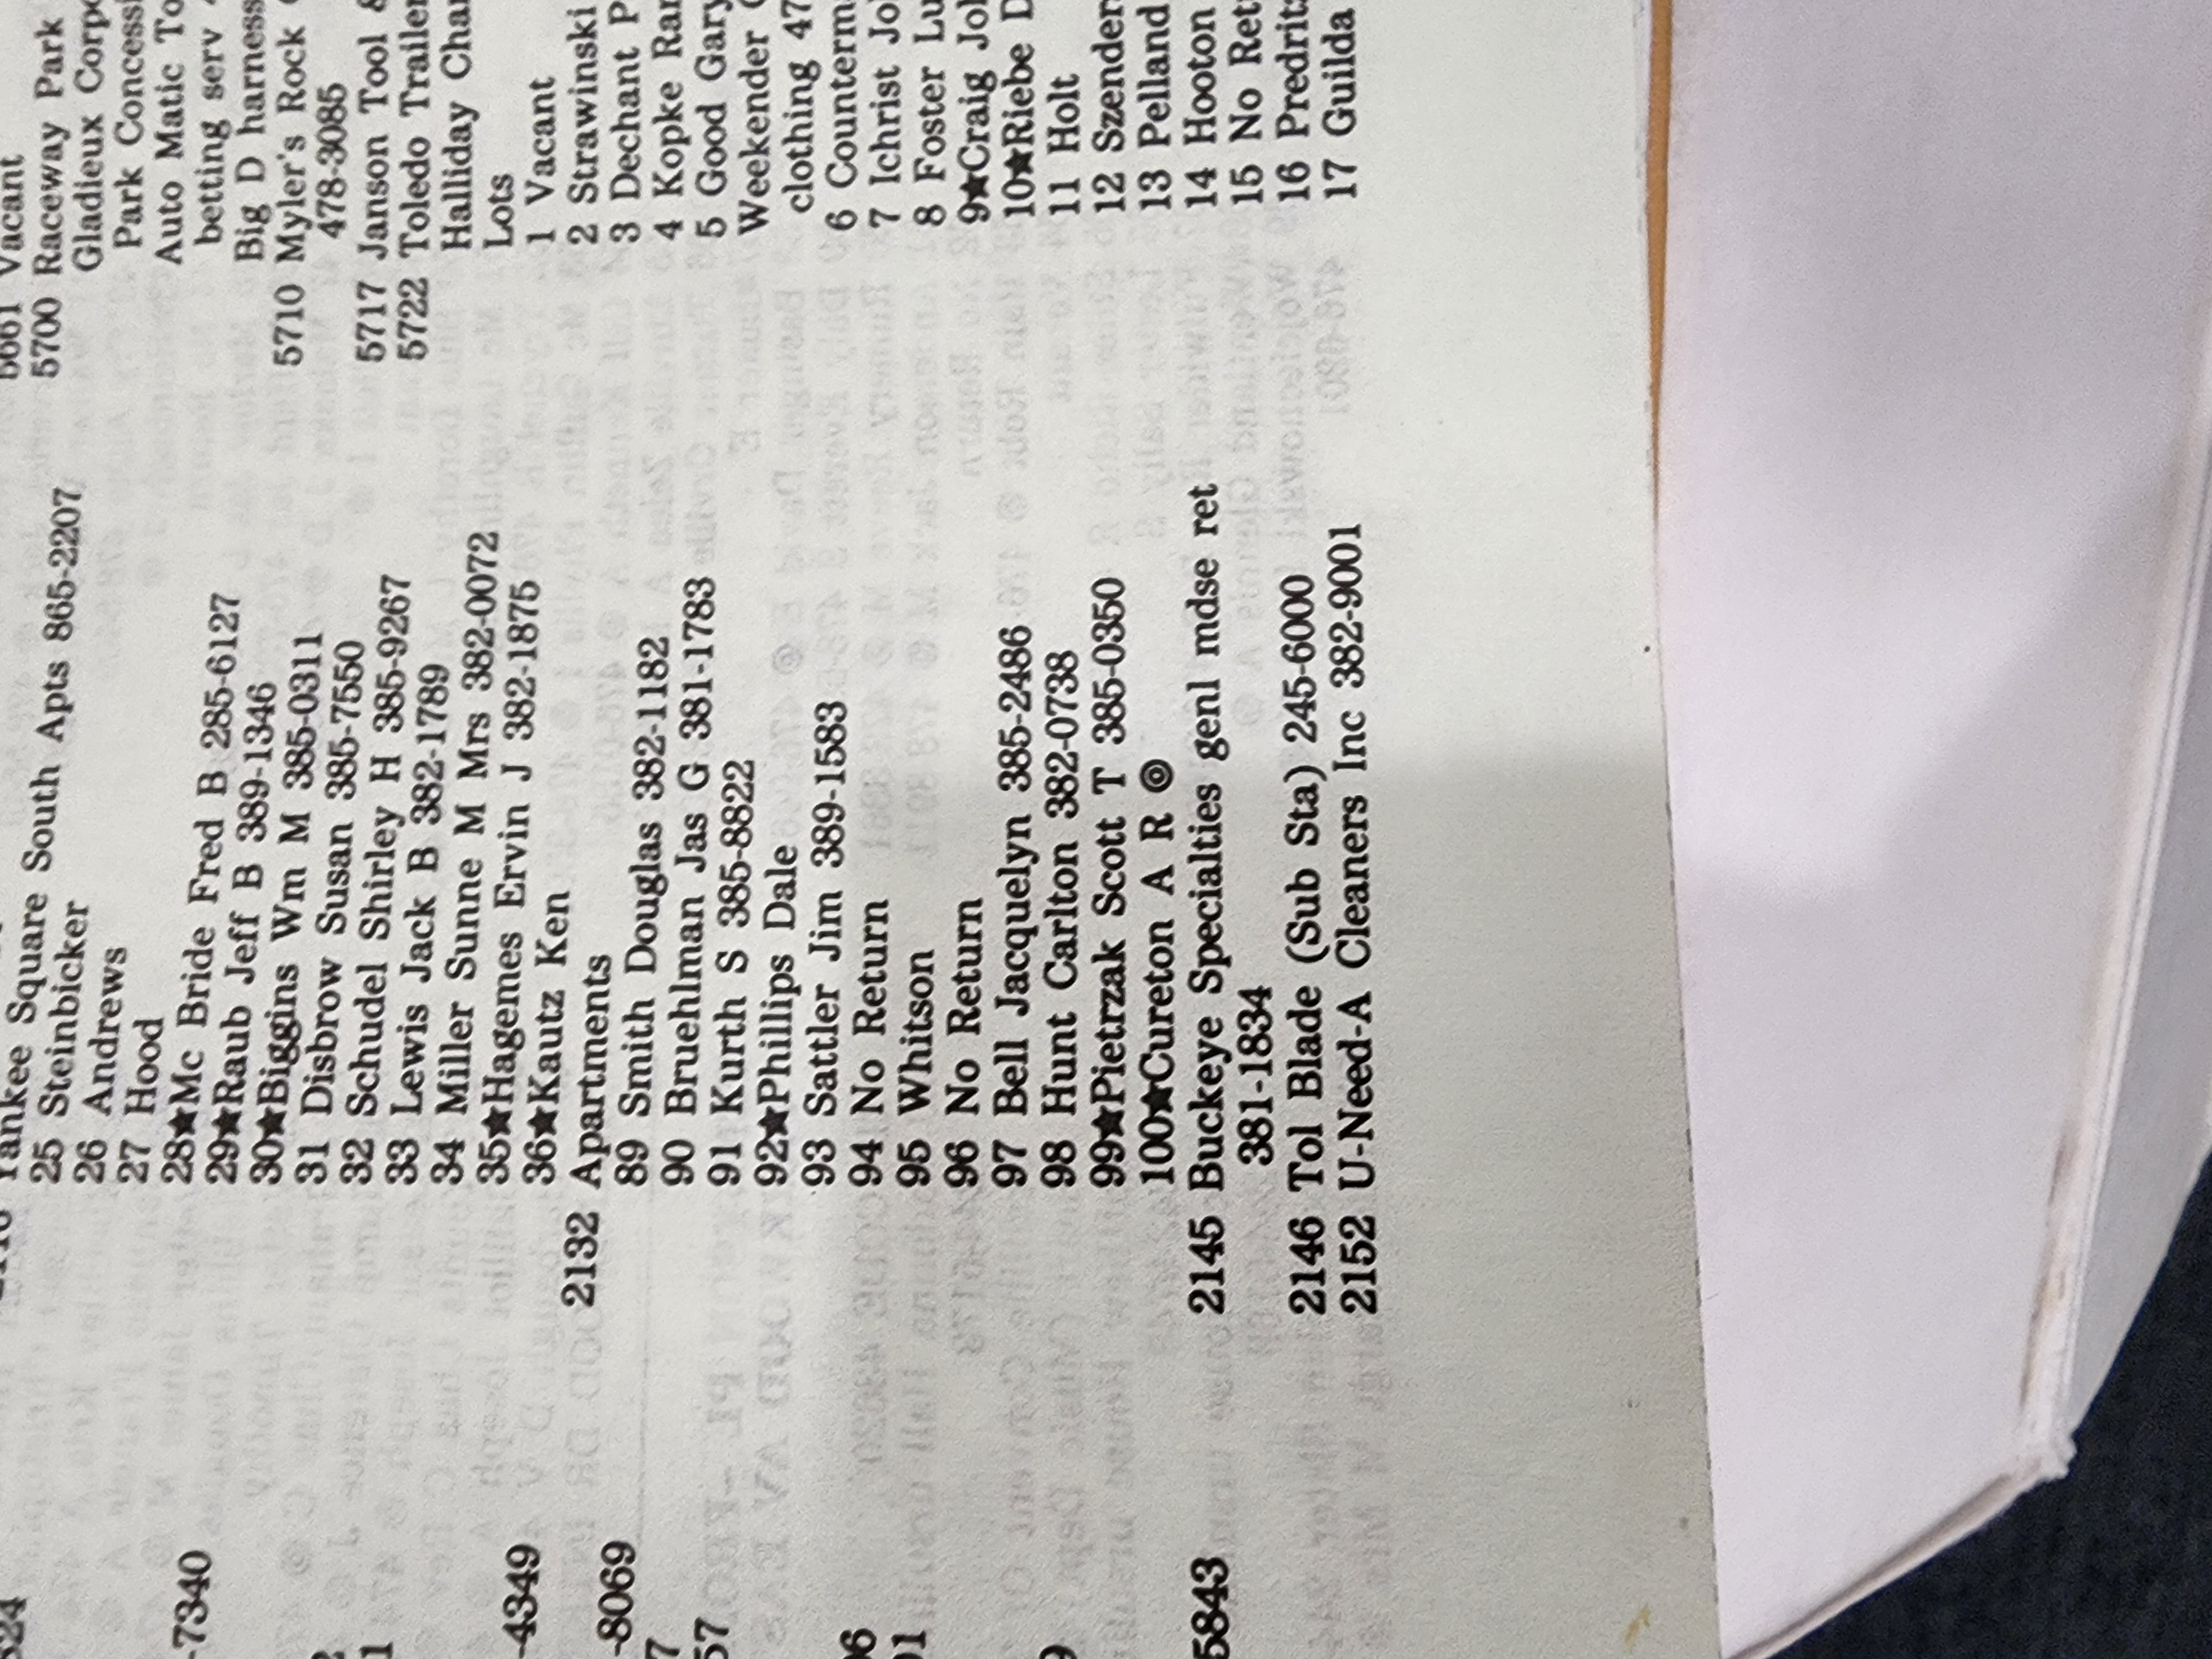 624
-7340
-4349
-8069
5843
Yankee Square South Apts 865-2207
25 Steinbicker
26 Andrews
27 Hood
28★Mc Bride Fred B 285-6127
29★Raub Jeff B 389-1346
30★Biggins Wm M 385-0311
31 Disbrow Susan 385-7550
32 Schudel Shirley H 385-9267
33 Lewis Jack B 382-1789
34 Miller Sunne M Mrs 382-0072
35★Hagemes Ervin J 382-1875
36★Kautz Ken
2132 Apartments
89 Smith Douglas 382-1182
90 Bruehlman Jas G 381-1783
91 Kurth S 385-8822
92★Phillips Dale
93 Sattler Jim 389-1583
94 No Return
95 Whitson
96 No Return
97 Bell Jacquelyn 385-2486
98 Hunt Carlton 382-0738
99★Pietrzak Scott T 385-0350
100★Cureton A R ◎
2145 Buckeye Specialties genl mdse ret
381-1834
2146 Tol Blade (Sub Sta) 245-6000
2152 U-Need-A Cleaners Inc 382-9001
5661 Vacant
5700 Raceway Park
Gladieux Corp
Park Concessi
Auto Matic To
betting serv
Big D harness
5710 Myler's Rock
478-3085
5717 Janson Tool &
5722 Toledo Trailer
Halliday Char
Lots
1 Vacant
2 Strawinski
3 Dechant P
4 Kopke Ran
5 Good Gary
Weekender
clothing 47
6 Counterm
7 Ichrist Jo
8 Foster Lu
9★Craig Jo
10★Riebe D
11 Holt
12 Szender
13 Pelland
14 Hooton
15 No Ret
16 Predrit
17 Guilda